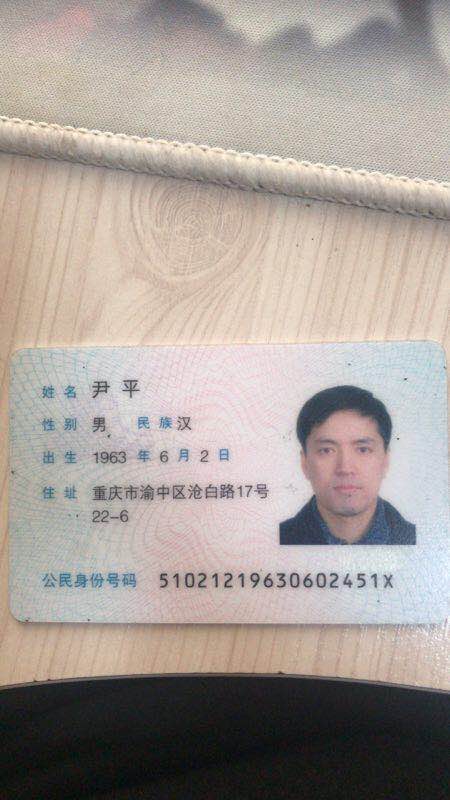 姓名 尹平
性别 男 民族 汉
出生 1963 年 6 月 2 日
住址 重庆市渝中区沧白路17号
22-6
公民身份号码 51021219630602451X